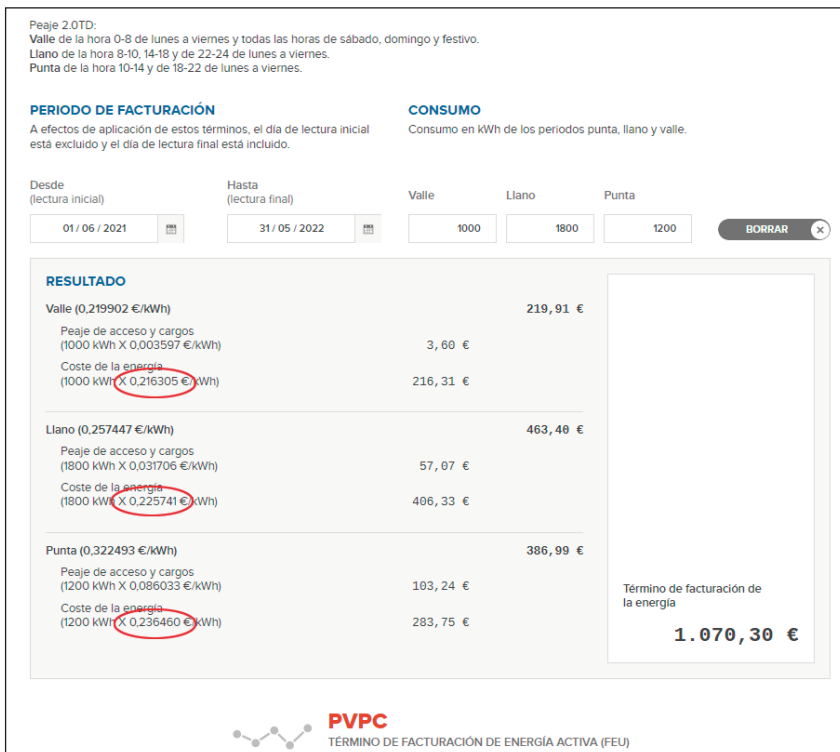 Peaje 2.0TD:
Valle de la hora 0-8 de lunes a viernes y todas las horas de sábado, domingo y festivo.
Llano de la hora 8-10, 14-18 y de 22-24 de lunes a viernes.
Punta de la hora 10-14 y de 18-22 de lunes a viernes.
PERIODO DE FACTURACIÓN
A efectos de aplicación de estos términos, el día de lectura inicial
está excluido y el día de lectura final está incluido.
CONSUMO
Consumo en kWh de los periodos punta, llano y valle.
Desde
(lectura inicial)
Hasta
(lectura final)
Valle
Llano
Punta
01 / 06 / 2021
31 / 05 / 2022
1000
1800
1200
BORRAR
RESULTADO
Valle (0,219902 €/kWh) 219,91 €
Peaje de acceso y cargos
(1000 kWh X 0,003597 €/kWh) 3,60 €
Coste de la energía
(1000 kWh X 0,216305 €/kWh) 216,31 €
Llano (0,257447 €/kWh) 463,40 €
Peaje de acceso y cargos
(1800 kWh X 0,031706 €/kWh) 57,07 €
Coste de la energía
(1800 kWh X 0,225741 €/kWh) 406,33 €
Punta (0,322493 €/kWh) 386,99 €
Peaje de acceso y cargos
(1200 kWh X 0,086033 €/kWh) 103,24 €
Coste de la energía
(1200 kWh X 0,236460 €/kWh) 283,75 €
Término de facturación de
la energía
1.070,30 €
PVPC
TÉRMINO DE FACTURACIÓN DE ENERGÍA ACTIVA (FEU)